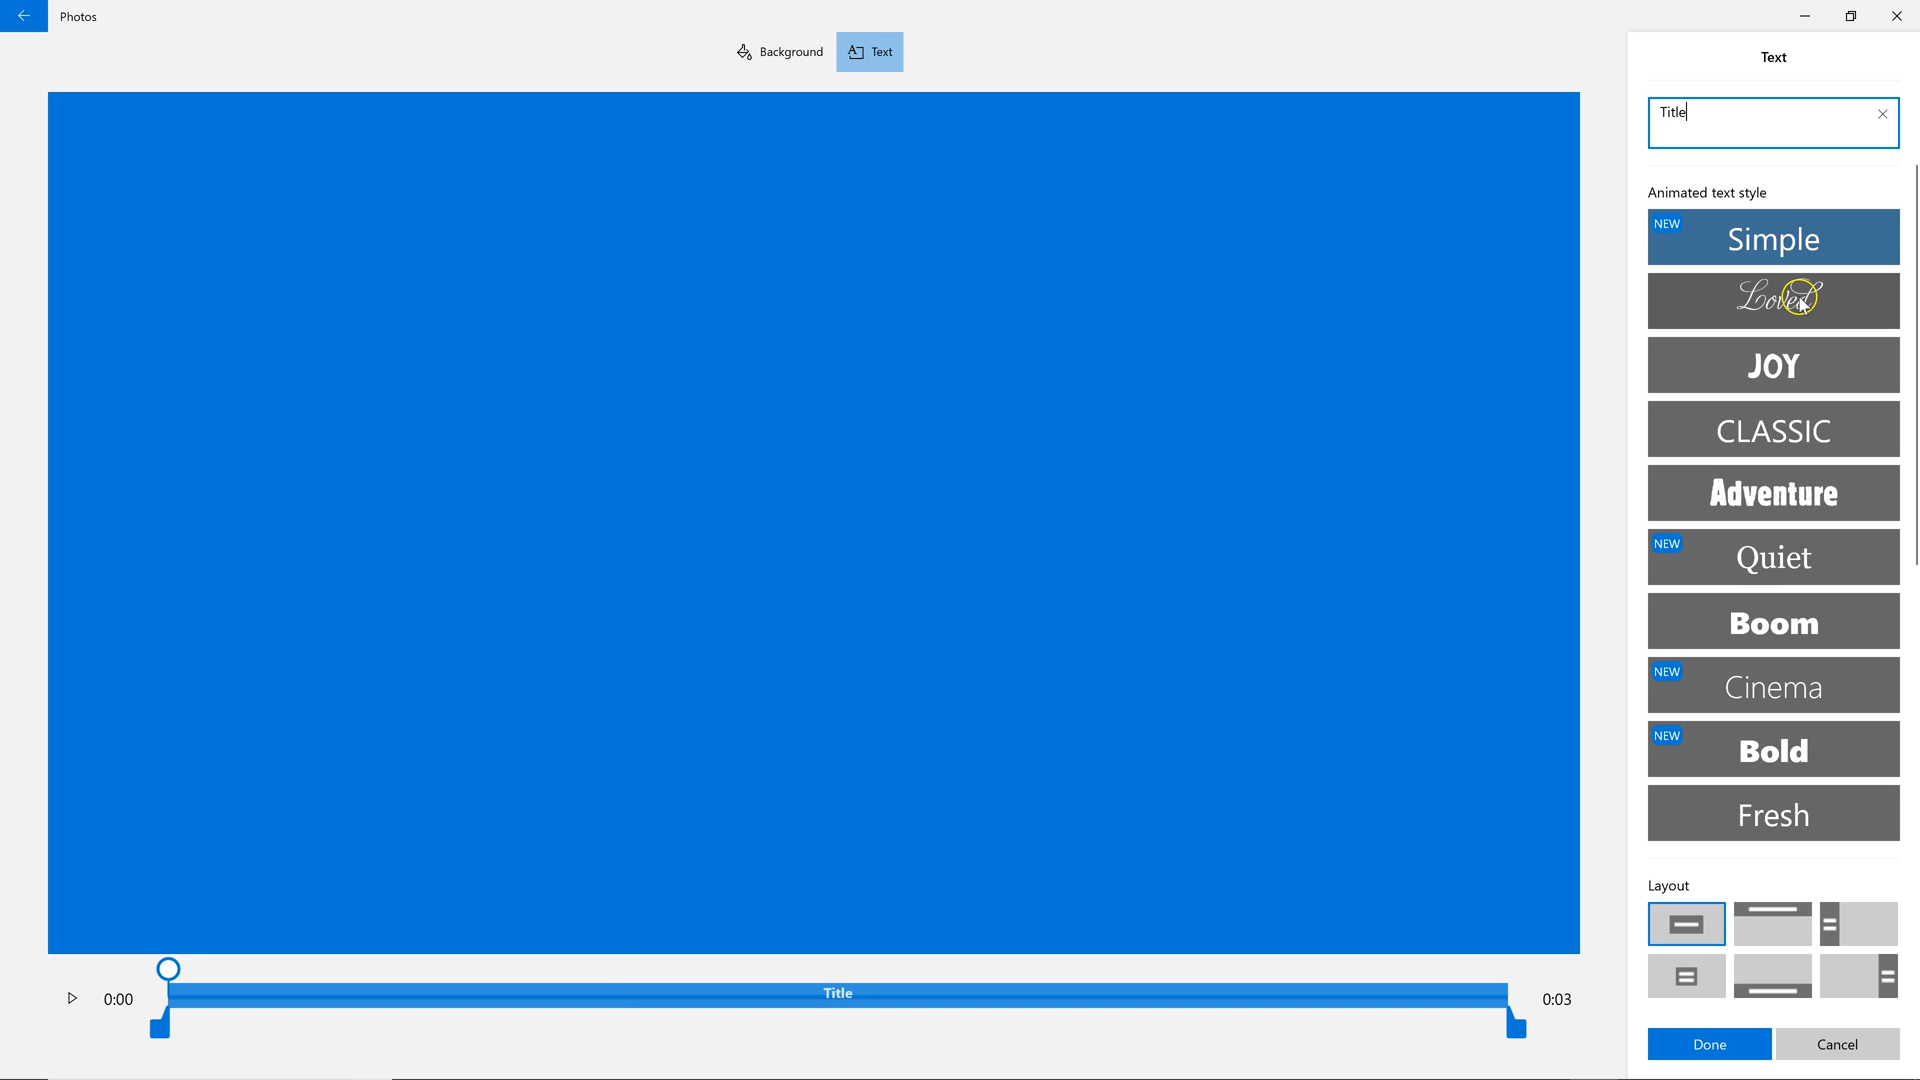 Photos
Background
Text
Text
Title
Animated text style
NEW
Simple
Loved
JOY
CLASSIC
Adventure
NEW
Quiet
Boom
NEW
Cinema
NEW
Bold
Fresh
Layout
Title
0:00
0:03
Done
Cancel